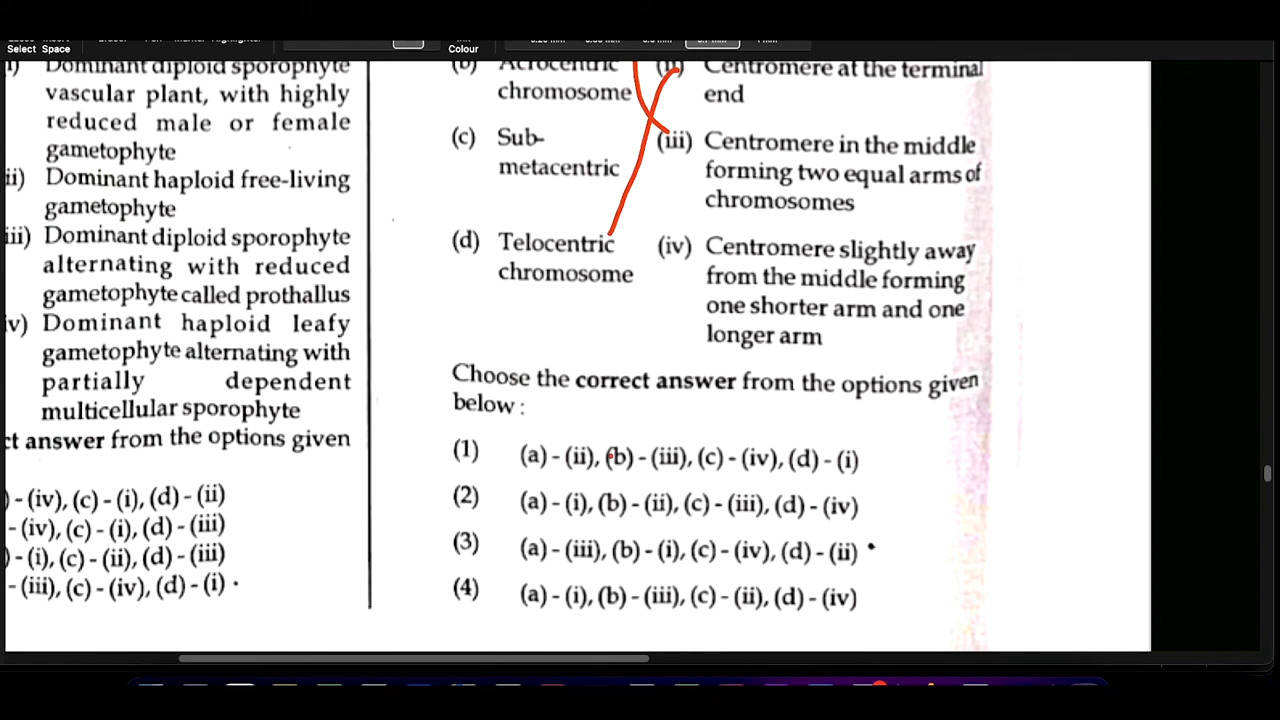 Select Space
Colour
Dominant diploid sporophyte
vascular plant, with highly
reduced male or female
gametophyte
ii) Dominant haploid free-living
gametophyte
iii) Dominant diploid sporophyte
alternating with reduced
gametophyte called prothallus
iv) Dominant haploid leafy
gametophyte alternating with
partially dependent
multicellular sporophyte
ct answer from the options given
) - (iv), (c) - (i), (d) - (ii)
- (iv), (c) - (i), (d) - (iii)
) - (i), (c) - (ii), (d) - (iii)
- (iii), (c) - (iv), (d) - (i)
(b) Acrocentric (ii) Centromere at the terminal
chromosome end
(c) Sub- (iii) Centromere in the middle
metacentric forming two equal arms of
chromosomes
(d) Telocentric (iv) Centromere slightly away
chromosome from the middle forming
one shorter arm and one
longer arm
Choose the correct answer from the options given
below :
(1) (a) - (ii), (b) - (iii), (c) - (iv), (d) - (i)
(2) (a) - (i), (b) - (ii), (c) - (iii), (d) - (iv)
(3) (a) - (iii), (b) - (i), (c) - (iv), (d) - (ii)
(4) (a) - (i), (b) - (iii), (c) - (ii), (d) - (iv)